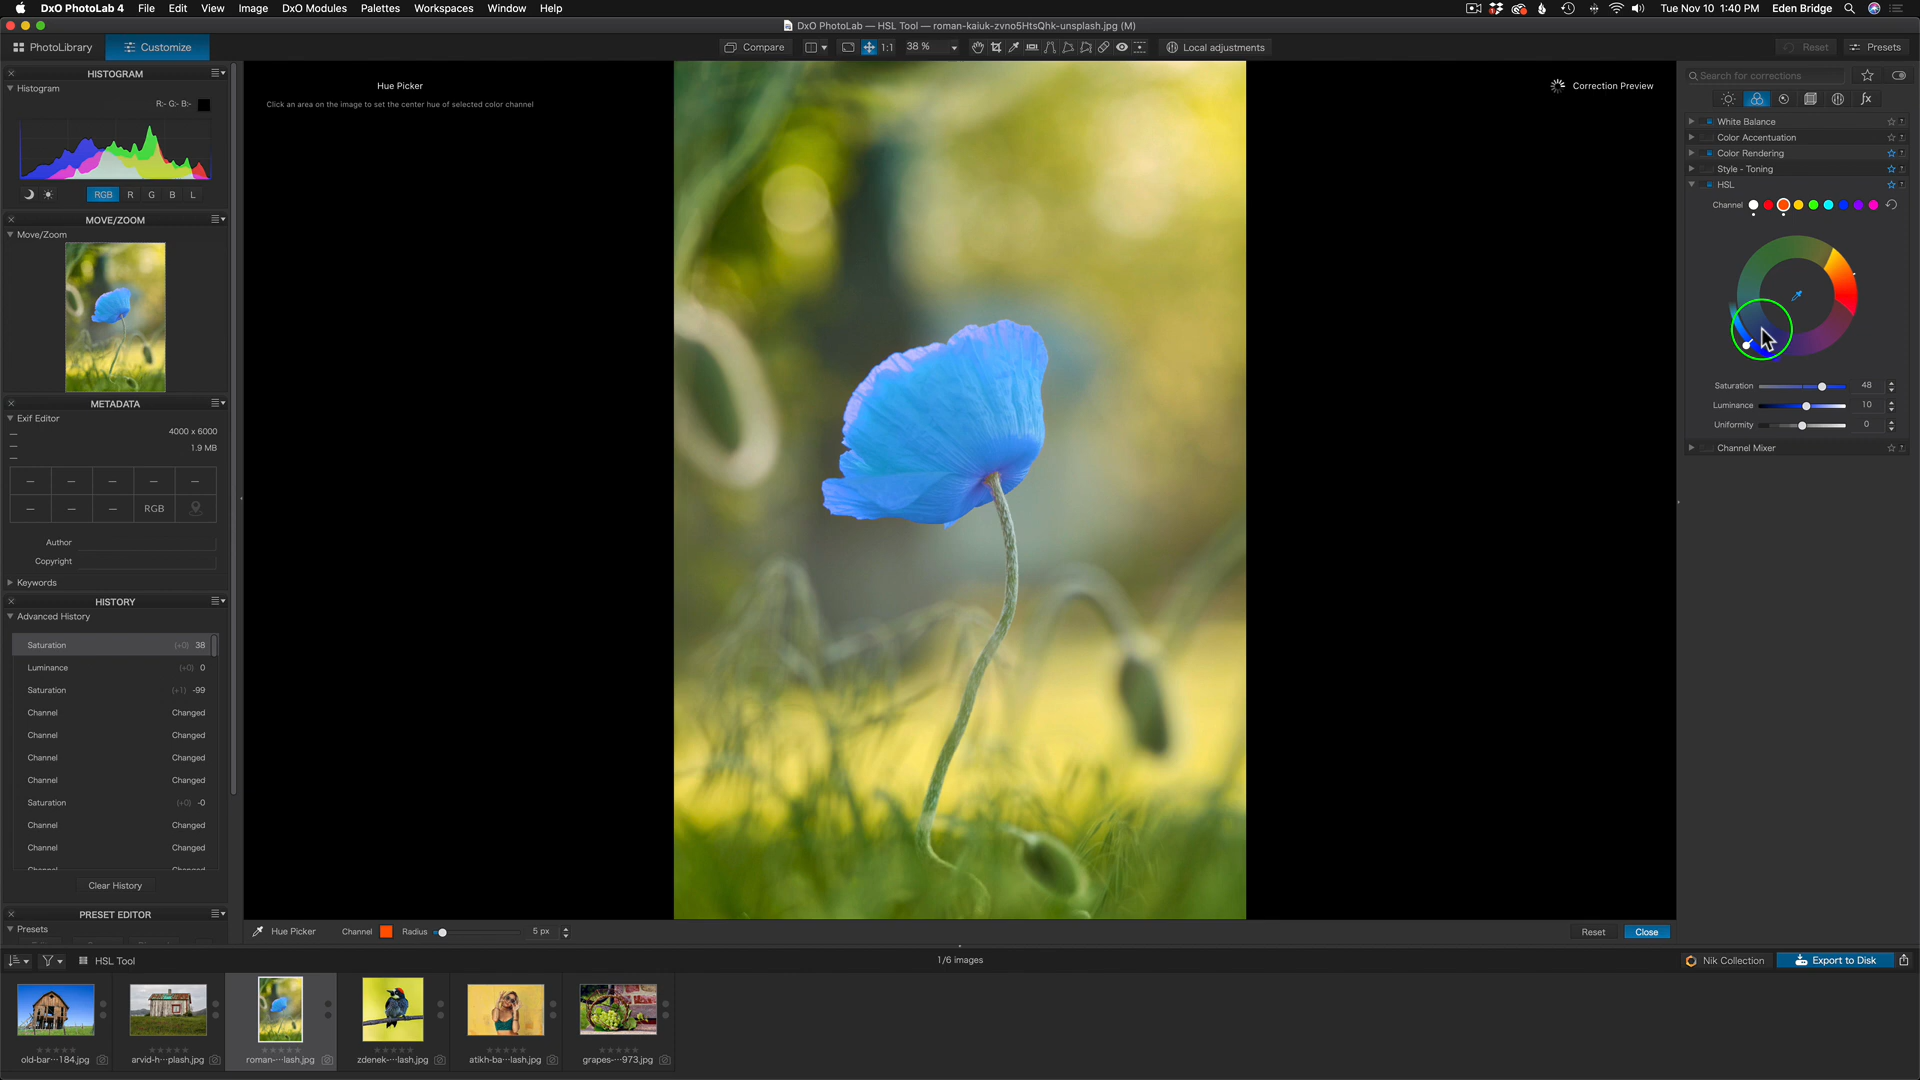 DxO PhotoLab 4 File Edit View Image DxO Modules Palettes Workspaces Window Help Tue Nov 10 1:40 PM Eden Bridge
DxO PhotoLab — HSL Tool — roman-kaiuk-zvno5HtsQhk-unsplash.jpg (M)
PhotoLibrary Customize Compare 1:1 38 % Local adjustments Reset Presets
HISTOGRAM
Histogram
R:- G:- B:-
RGB R G B L
MOVE/ZOOM
Move/Zoom
METADATA
Exif Editor
— 4000 x 6000
— 1.9 MB
—
— — — — —
— — — RGB
Author
Copyright
Keywords
HISTORY
Advanced History
Saturation (+0) 38
Luminance (+0) 0
Saturation (+1) -99
Channel Changed
Channel Changed
Channel Changed
Channel Changed
Saturation (+0) -0
Channel Changed
Channel Changed
Channel Changed
Clear History
PRESET EDITOR
Presets
Hue Picker
Click an area on the image to set the center hue of selected color channel
Correction Preview
Search for corrections
fx
White Balance ?
Color Accentuation ?
Color Rendering ?
Style - Toning ?
HSL ?
Channel
Saturation 48
Luminance 10
Uniformity 0
Channel Mixer ?
Hue Picker Channel Radius 5 px Reset Close
HSL Tool 1/6 images Nik Collection Export to Disk
old-bar···184.jpg arvid-h···plash.jpg roman-···lash.jpg zdenek-···lash.jpg atikh-ba···lash.jpg grapes-···973.jpg